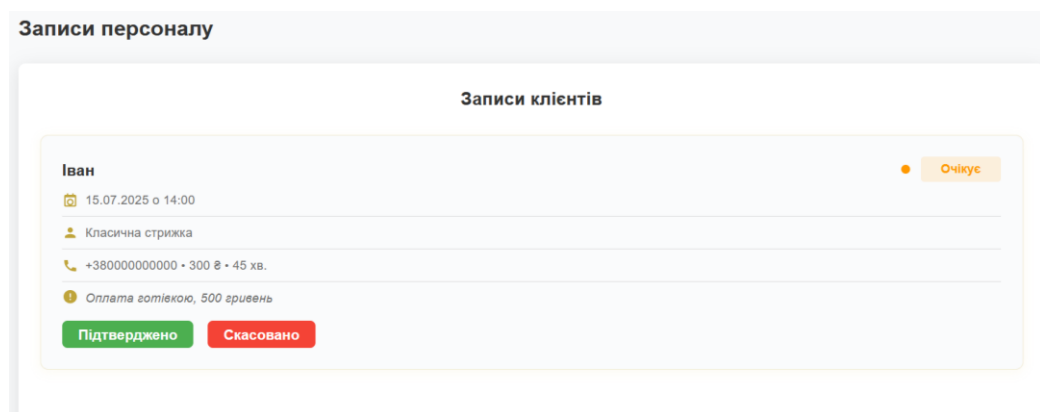 Записи персоналу
Записи клієнтів
Іван
Очікує
15.07.2025 о 14:00
Класична стрижка
+380000000000 • 300 ₴ • 45 хв.
Оплата готівкою, 500 гривень
Підтверджено Скасовано